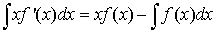 ∫xf'(x)dx = xf(x) − ∫f(x)dx